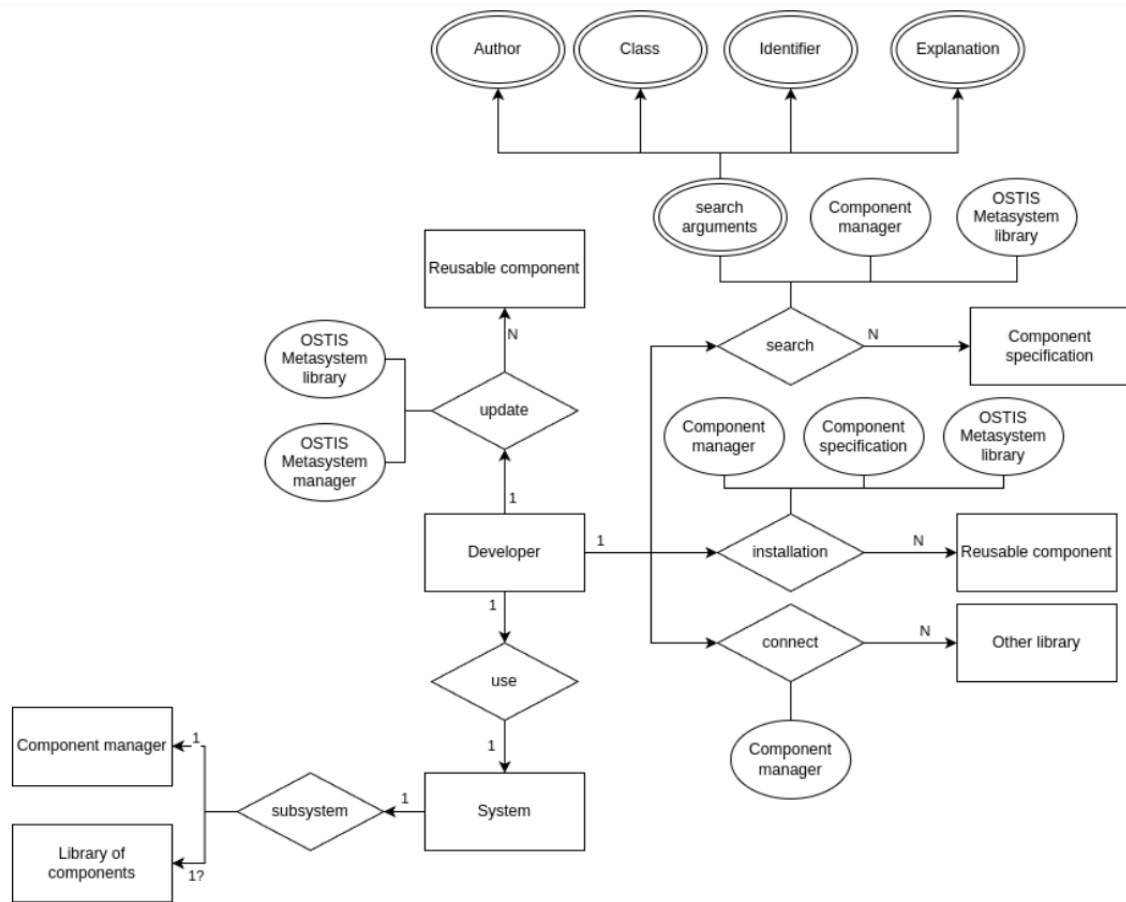 Author
Class
Identifier
Explanation
search
arguments
Component
manager
OSTIS
Metasystem
library
Reusable component
N
OSTIS
Metasystem
library
update
OSTIS
Metasystem
manager
1
search
N
Component
specification
Component
manager
Component
specification
OSTIS
Metasystem
library
Developer
1
installation
N
Reusable component
1
connect
N
Other library
use
Component
manager
1
Component manager
1
subsystem
1
System
Library of
components
1?